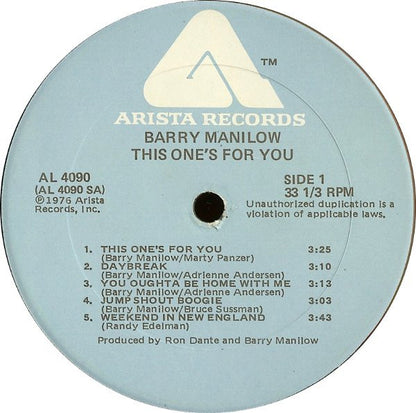 ™
ARISTA RECORDS
BARRY MANILOW
THIS ONE'S FOR YOU
AL 4090
(AL 4090 SA)
℗1976 Arista
Records, Inc.
SIDE 1
33 1/3 RPM
Unauthorized duplication is a
violation of applicable laws.
1. THIS ONE'S FOR YOU 3:25
(Barry Manilow/Marty Panzer)
2. DAYBREAK 3:10
(Barry Manilow/Adrienne Andersen)
3. YOU OUGHTA BE HOME WITH ME 3:13
(Barry Manilow/Adrienne Andersen)
4. JUMP SHOUT BOOGIE 3:03
(Barry Manilow/Bruce Sussman)
5. WEEKEND IN NEW ENGLAND 3:43
(Randy Edelman)
Produced by Ron Dante and Barry Manilow